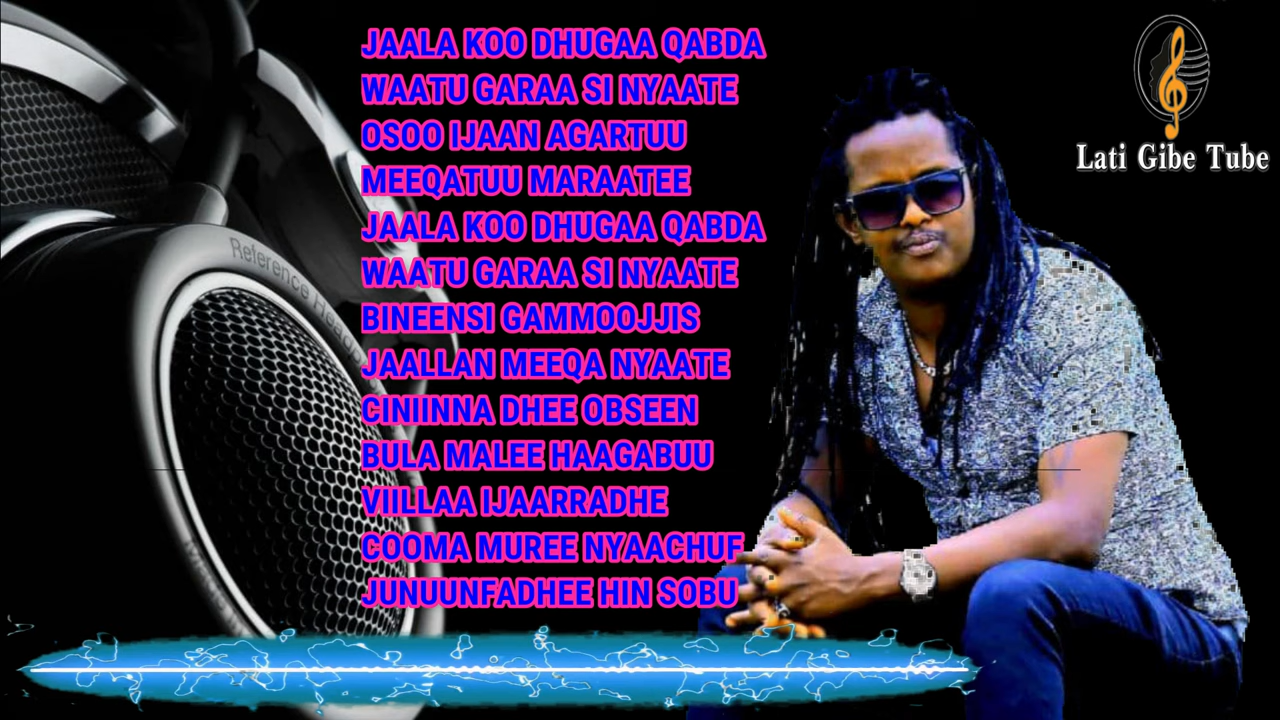 JAALA KOO DHUGAA QABDA
WAATU GARAA SI NYAATE
OSOO IJAAN AGARTUU
MEEQATUU MARAATEE
JAALA KOO DHUGAA QABDA
WAATU GARAA SI NYAATE
BINEENSI GAMMOOJJIS
JAALLAN MEEQA NYAATE
CINIINNA DHEE OBSEEN
BULA MALEE HAAGABUU
VIILLAA IJAARRADHE
COOMA MUREE NYAACHUF
JUNUUNFADHEE HIN SOBU
Lati Gibe Tube
Reference Headp